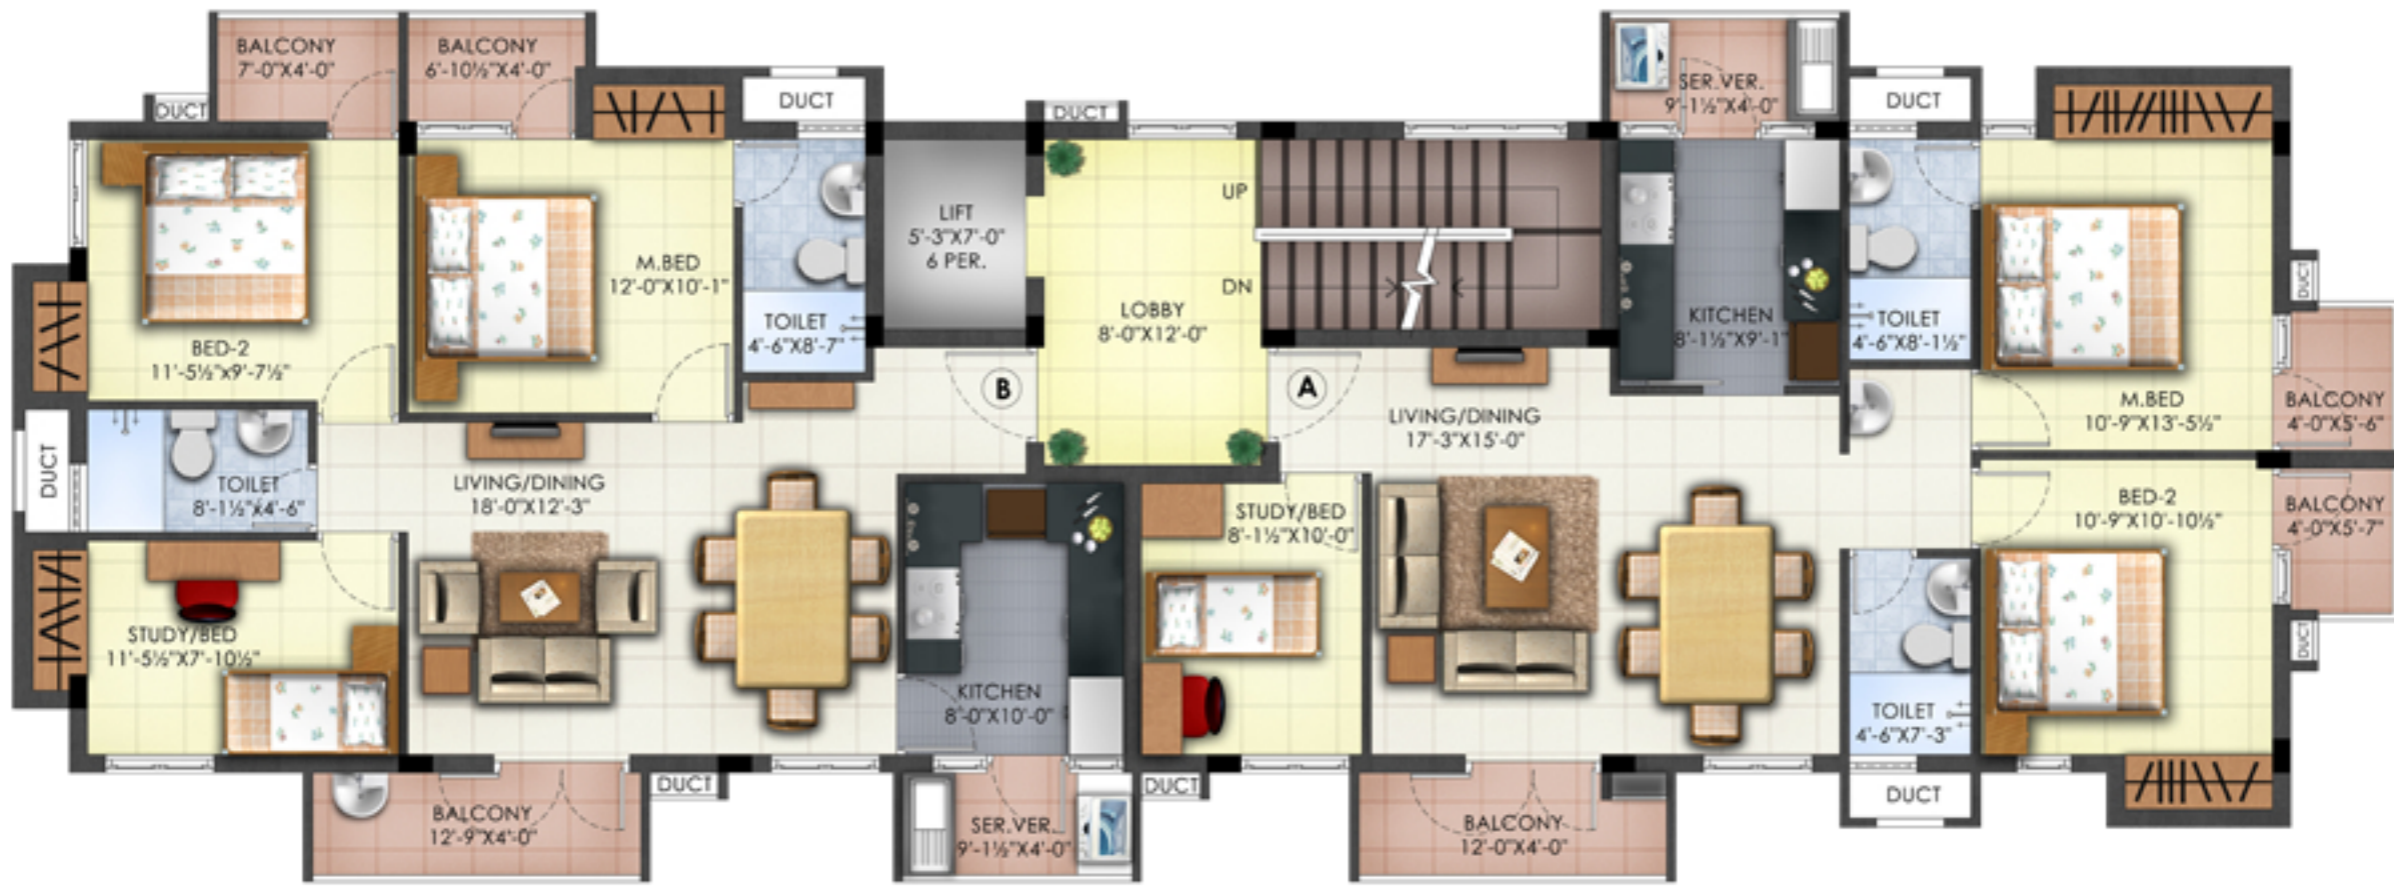 BALCONY
7'-0"X4'-0"
BALCONY
6'-10½"X4'-0"
DUCT
DUCT
DUCT
SER.VER.
9'-1½"X4'-0"
DUCT
BED-2
11'-5½"x9'-7½"
M.BED
12'-0"X10'-1"
TOILET
4'-6"X8'-7"
LIFT
5'-3"X7'-0"
6 PER.
LOBBY
8'-0"X12'-0"
UP
DN
KITCHEN
8'-1½"X9'-1"
TOILET
4'-6"X8'-1½"
M.BED
10'-9"X13'-5½"
DUCT
BALCONY
4'-0"X5'-6"
B
A
DUCT
TOILET
8'-1½"X4'-6"
LIVING/DINING
18'-0"X12'-3"
LIVING/DINING
17'-3"X15'-0"
STUDY/BED
8'-1½"X10'-0"
BED-2
10'-9"X10'-10½"
BALCONY
4'-0"X5'-7"
DUCT
STUDY/BED
11'-5½"X7'-10½"
KITCHEN
8'-0"X10'-0"
TOILET
4'-6"X7'-3"
BALCONY
12'-9"X4'-0"
DUCT
SER.VER.
9'-1½"X4'-0"
DUCT
BALCONY
12'-0"X4'-0"
DUCT